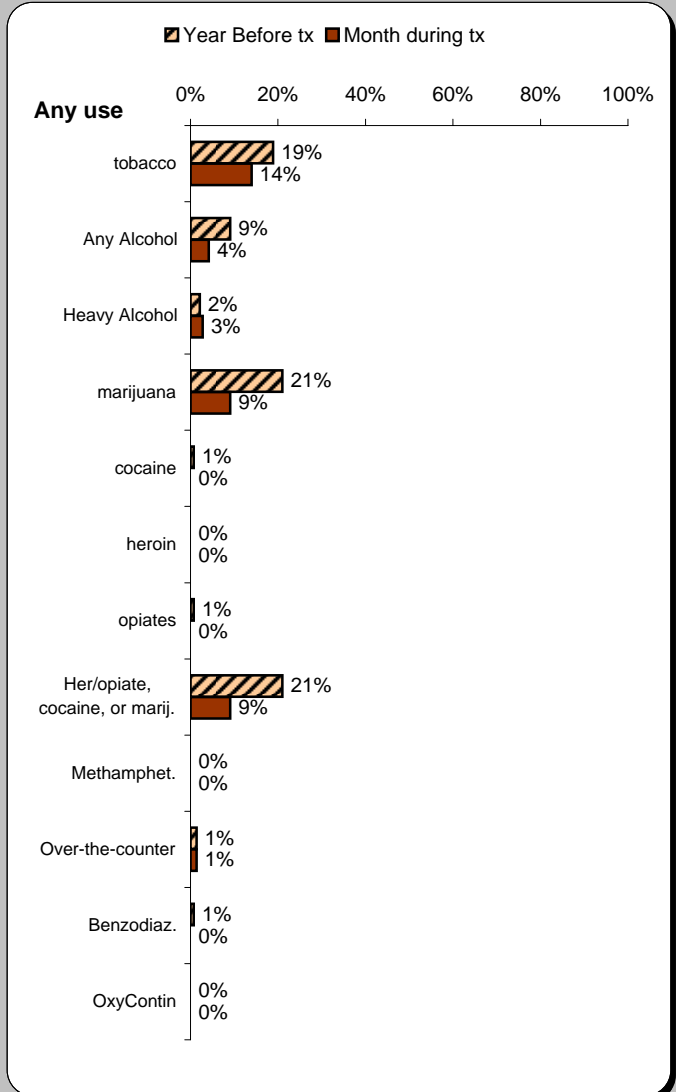 Year Before tx Month during tx
0% 20% 40% 60% 80% 100%
Any use
tobacco 19%
14%
Any Alcohol 9%
4%
Heavy Alcohol 2%
3%
marijuana 21%
9%
cocaine 1%
0%
heroin 0%
0%
opiates 1%
0%
Her/opiate, 21%
cocaine, or marij. 9%
Methamphet. 0%
0%
Over-the-counter 1%
1%
Benzodiaz. 1%
0%
OxyContin 0%
0%